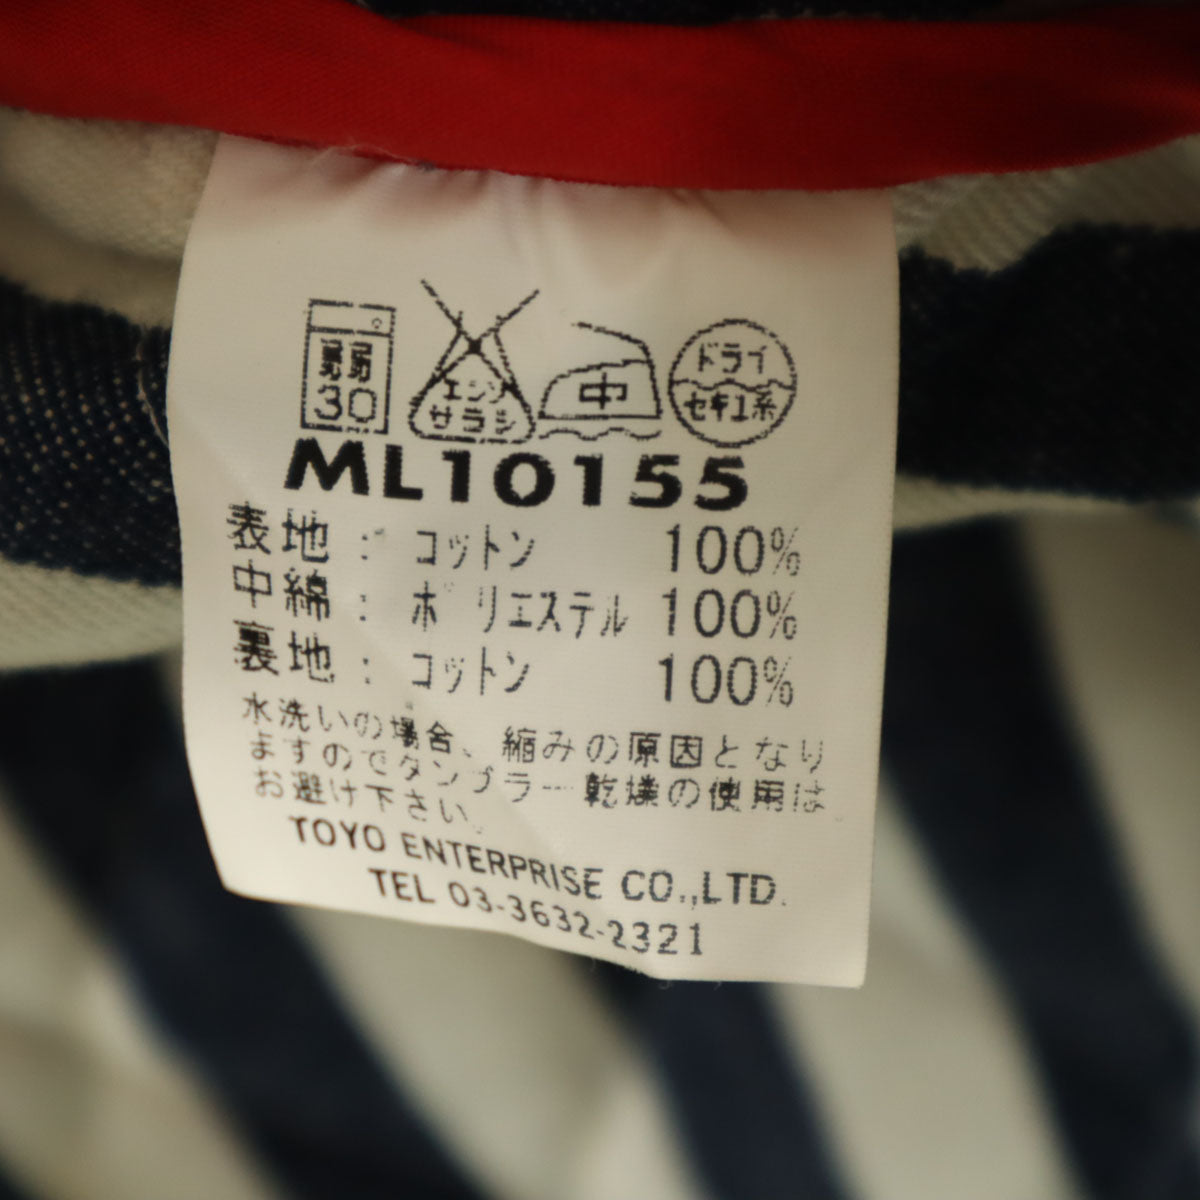 弱
30
エンソ
サラシ
中
ドライ
セキユ系
ML10155
表地 : コットン 100%
中綿 : ポリエステル 100%
裏地 : コットン 100%
水洗いの場合、縮みの原因となり
ますのでタンブラー乾燥の使用は
お避け下さい。
TOYO ENTERPRISE CO.,LTD.
TEL 03-3632-2321